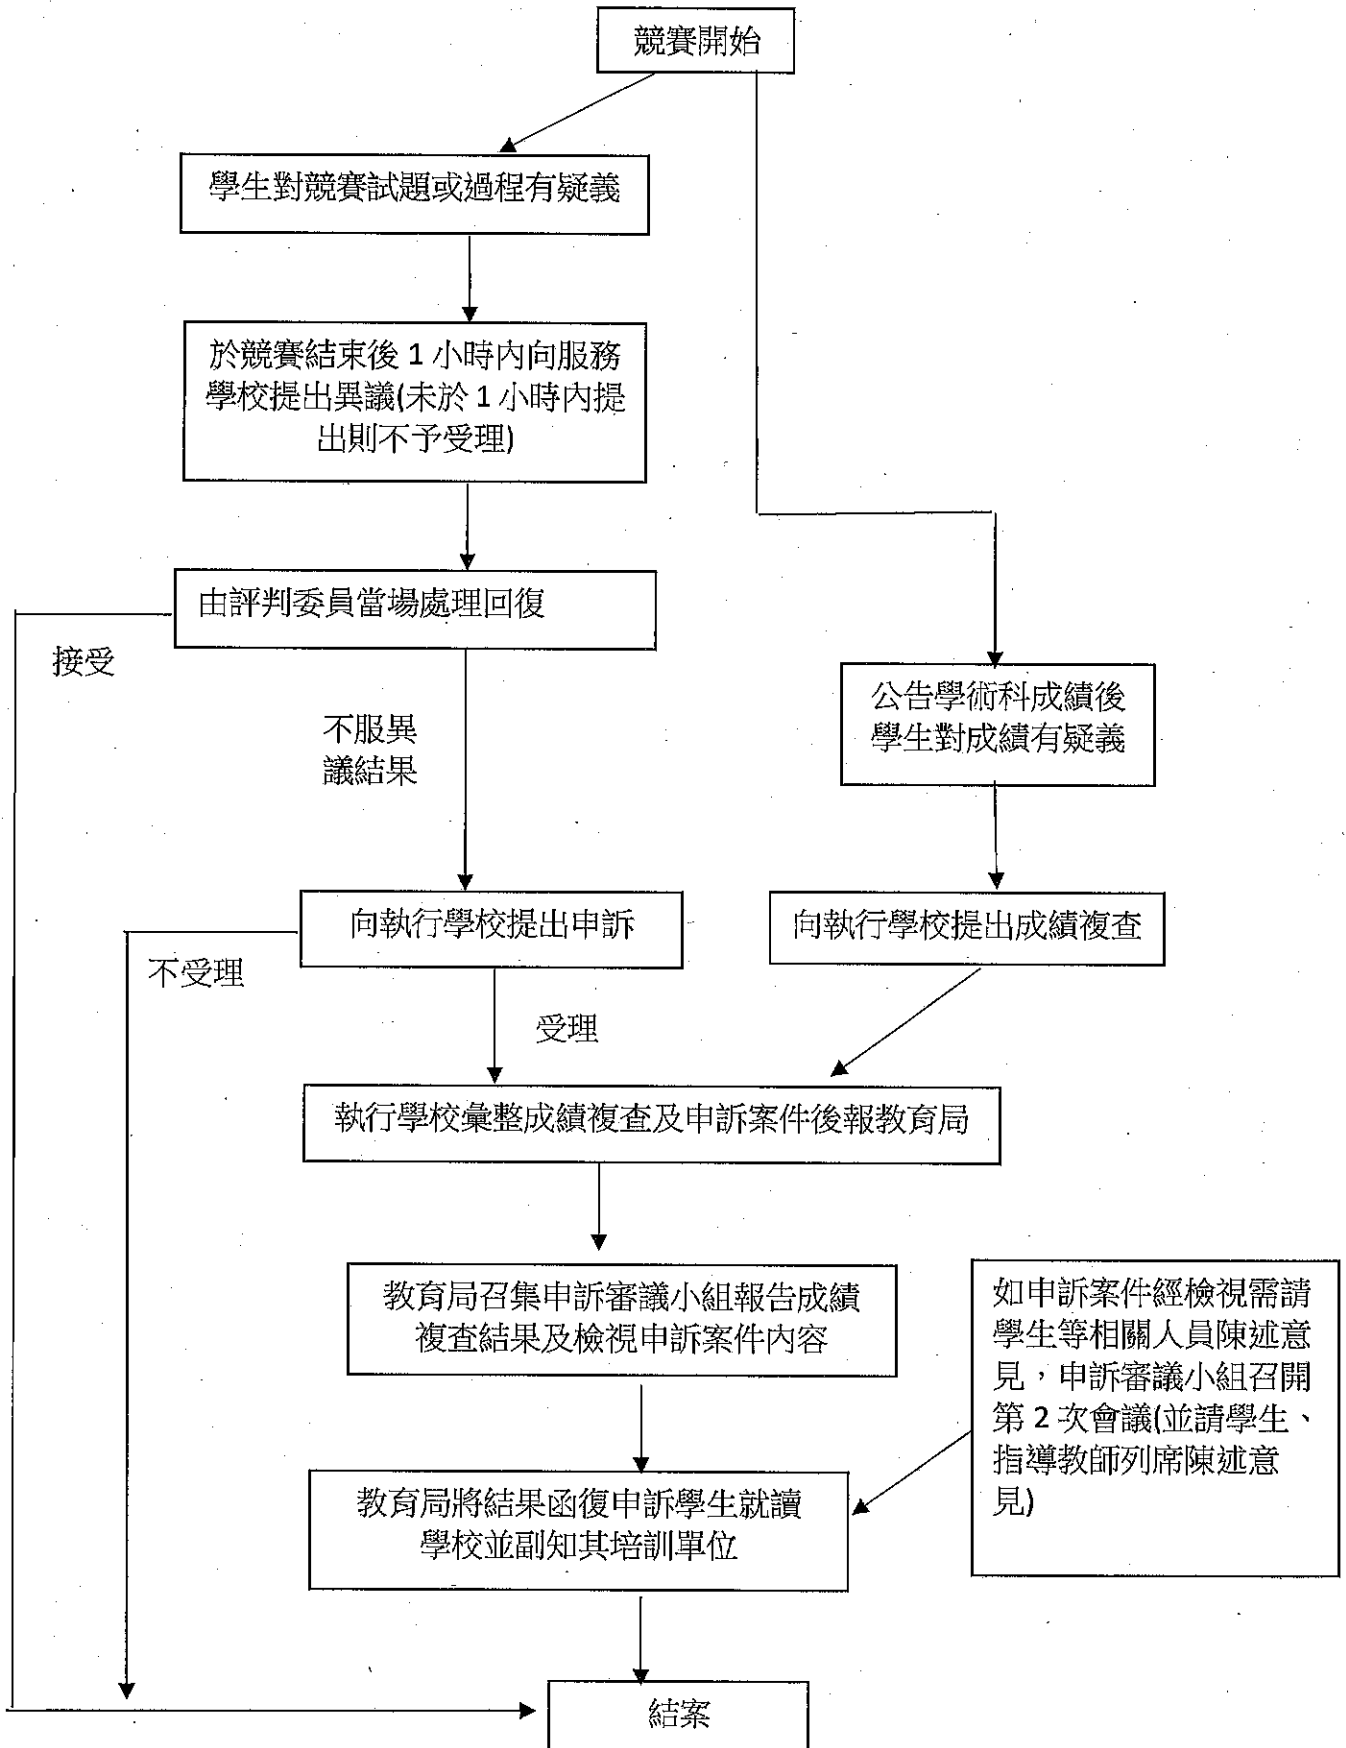 競賽開始
學生對競賽試題或過程有疑義
於競賽結束後 1 小時內向服務
學校提出異議(未於 1 小時內提
出則不予受理)
由評判委員當場處理回復
接受
不服異
議結果
公告學術科成績後
學生對成績有疑義
向執行學校提出申訴
向執行學校提出成績複查
不受理
受理
執行學校彙整成績複查及申訴案件後報教育局
教育局召集申訴審議小組報告成績
複查結果及檢視申訴案件內容
如申訴案件經檢視需請
學生等相關人員陳述意
見，申訴審議小組召開
第 2 次會議(並請學生、
指導教師列席陳述意
見)
教育局將結果函復申訴學生就讀
學校並副知其培訓單位
結案